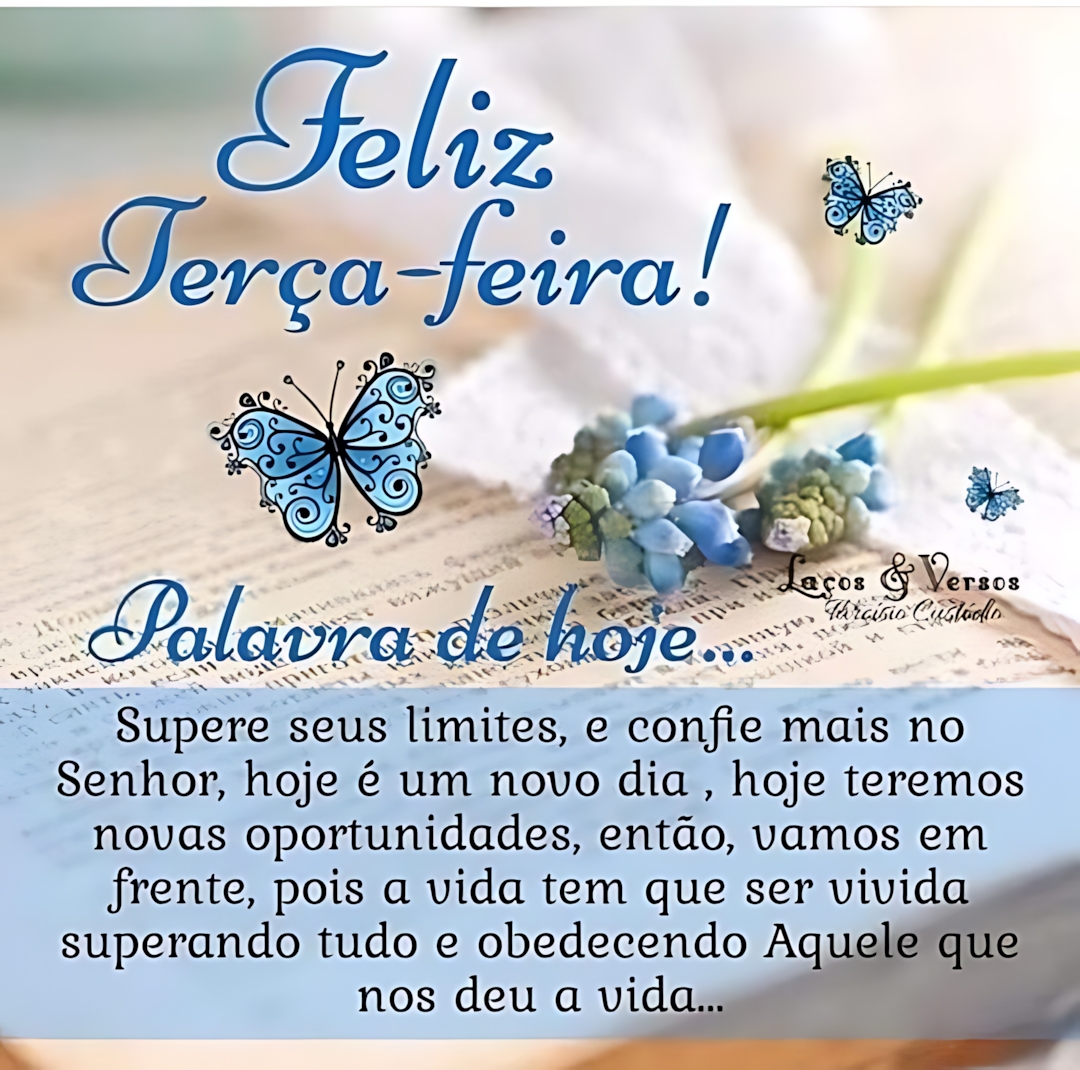 Feliz
Terça-feira!
Laços & Versos
Palavra de hoje...
Supere seus limites, e confie mais no
Senhor, hoje é um novo dia , hoje teremos
novas oportunidades, então, vamos em
frente, pois a vida tem que ser vivida
superando tudo e obedecendo Aquele que
nos deu a vida...